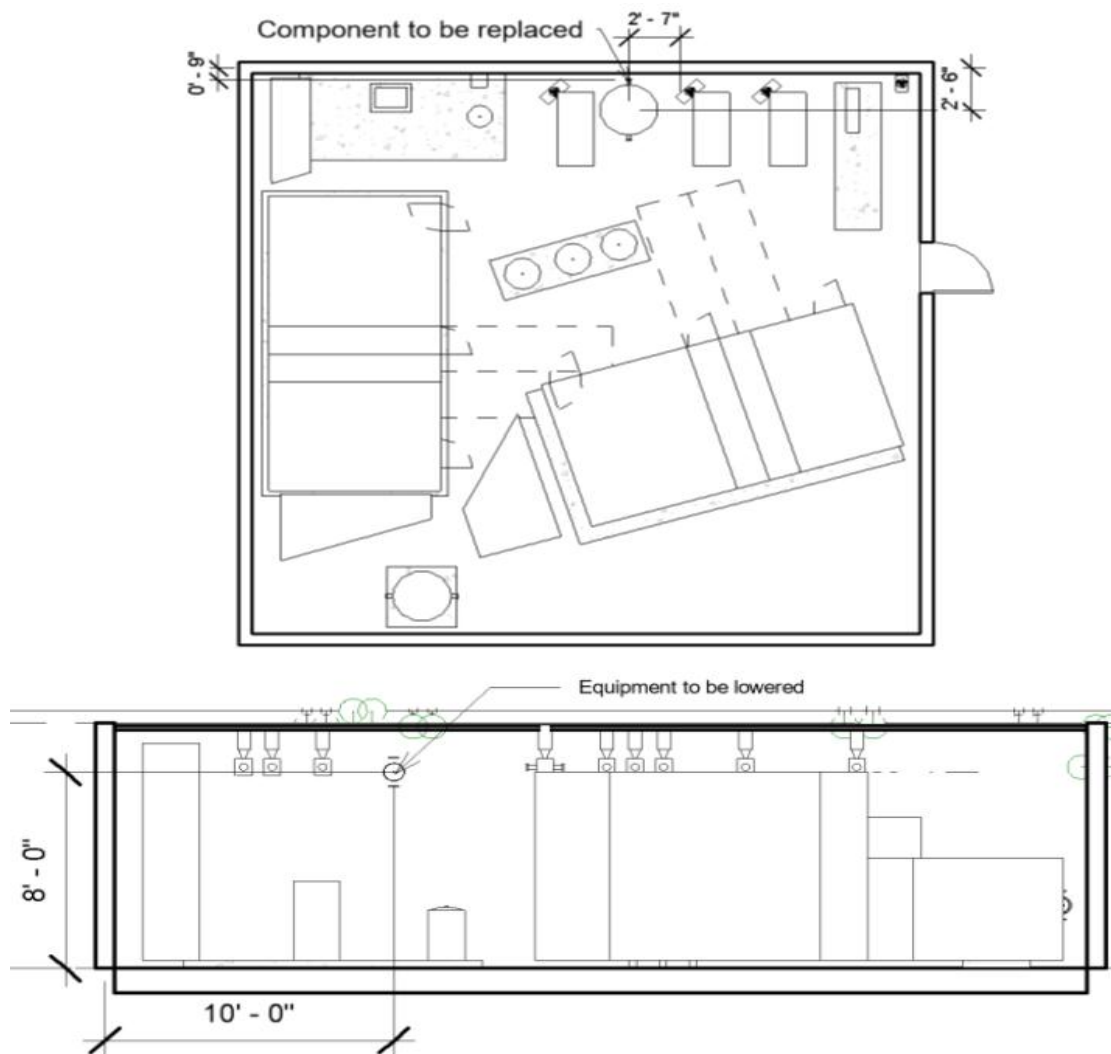 2' - 7"
Component to be replaced
0' - 9"
2' - 6"
Equipment to be lowered
8' - 0"
10' - 0"